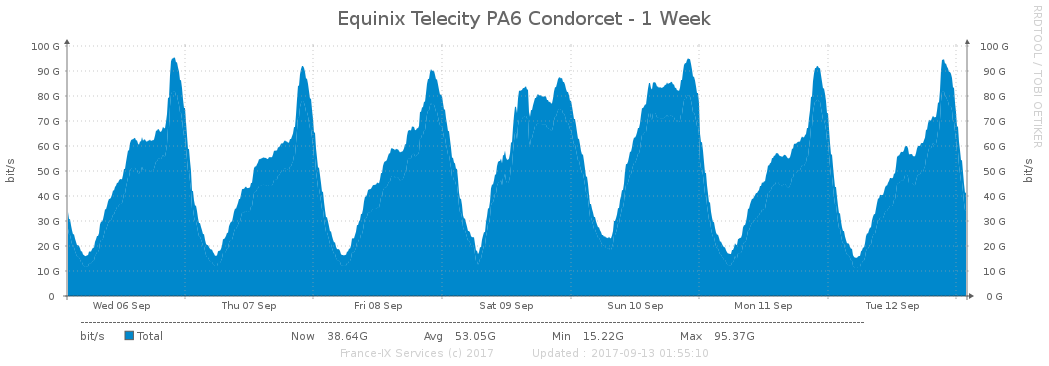 Equinix Telecity PA6 Condorcet - 1 Week
RRDTOOL / TOBI OETIKER
bit/s
100 G
90 G
80 G
70 G
60 G
50 G
40 G
30 G
20 G
10 G
0
100 G
90 G
80 G
70 G
60 G
50 G
40 G
30 G
20 G
10 G
0 G
bit/s
Wed 06 Sep Thu 07 Sep Fri 08 Sep Sat 09 Sep Sun 10 Sep Mon 11 Sep Tue 12 Sep
bit/s Total Now 38.64G Avg 53.05G Min 15.22G Max 95.37G
France-IX Services (c) 2017 Updated : 2017-09-13 01:55:10